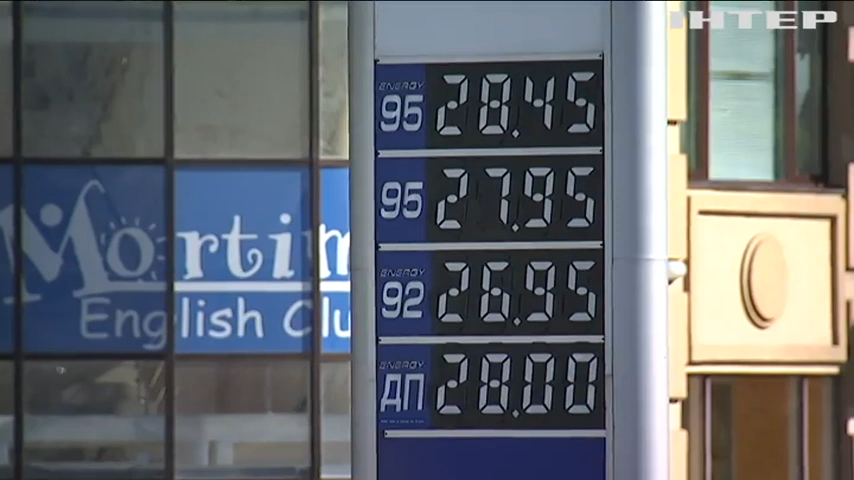 ІНТЕР
ENERGY
95 28.45
95 27.95
ENERGY
92 26.95
ENERGY
ДП 28.00
Mortim
English Clu